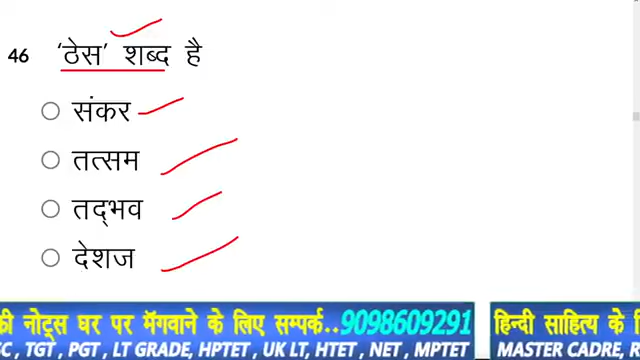 46 'ठेस' शब्द है
संकर
तत्सम
तद्भव
देशज
की नोट्स घर पर मॅगवाने के लिए सम्पर्क..9098609291 हिन्दी साहित्य के
, TGT , PGT , LT GRADE, HPTET , UK LT, HTET , NET , MPTET MASTER CADRE,